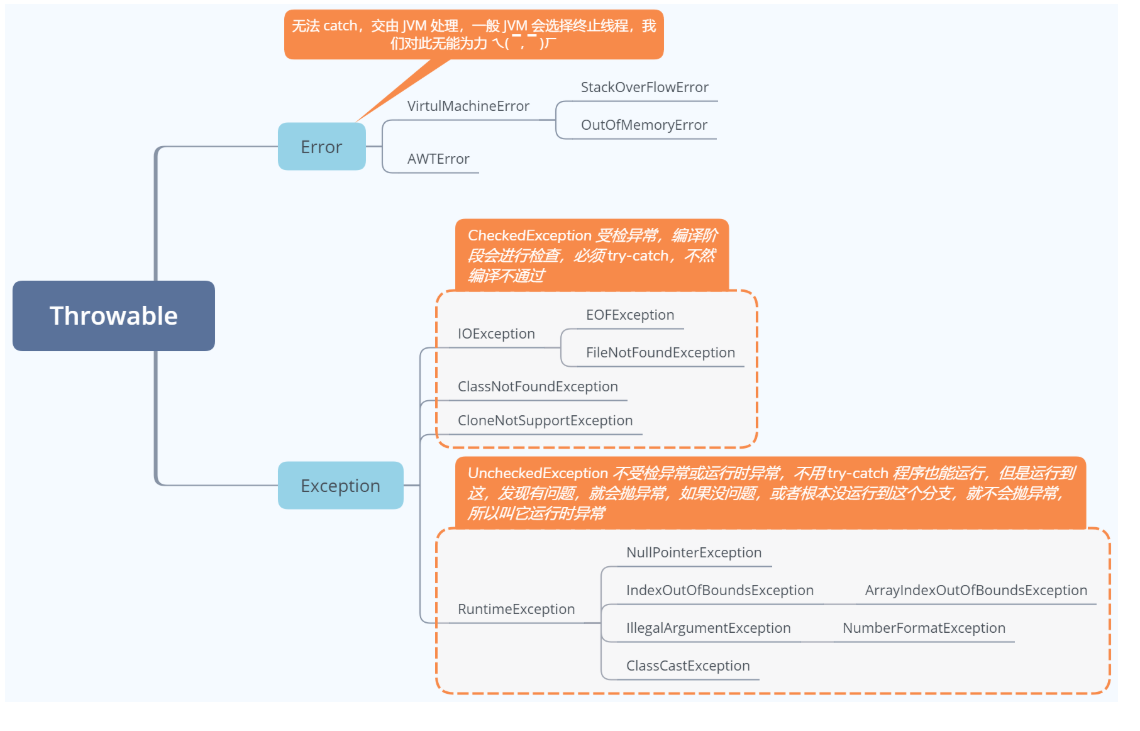 无法 catch，交由 JVM 处理，一般 JVM 会选择终止线程，我
们对此无能为力 ヘ(￣,￣)ㄏ
StackOverFlowError
VirtulMachineError
OutOfMemoryError
Error
AWTError
CheckedException 受检异常，编译阶
段会进行检查，必须 try-catch，不然
编译不通过
Throwable
EOFException
IOException
FileNotFoundException
ClassNotFoundException
CloneNotSupportException
UncheckedException 不受检异常或运行时异常，不用 try-catch 程序也能运行，但是运行到
这，发现有问题，就会抛异常，如果没问题，或者根本没运行到这个分支，就不会抛异常，
所以叫它运行时异常
Exception
NullPointerException
IndexOutOfBoundsException
ArrayIndexOutOfBoundsException
RuntimeException
IllegalArgumentException
NumberFormatException
ClassCastException